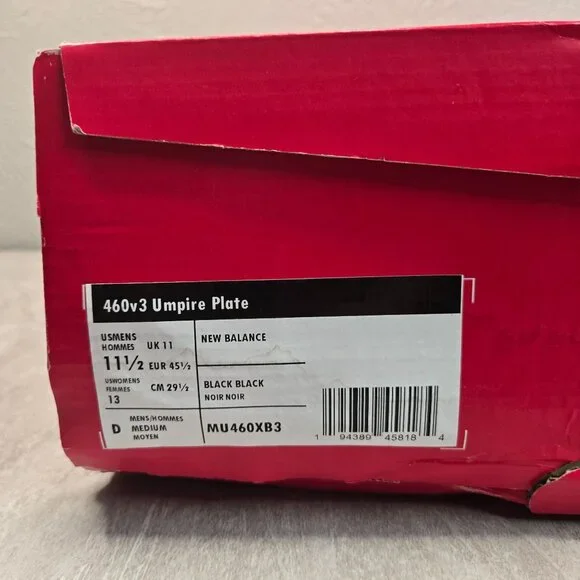 460v3 Umpire Plate
USMENS
HOMMES
UK 11
11½ EUR 45½
USWOMENS
FEMMES
13
CM 29½
D
MENS/HOMMES
MEDIUM
MOYEN
NEW BALANCE
BLACK BLACK
NOIR NOIR
MU460XB3
1 94389 45818 4